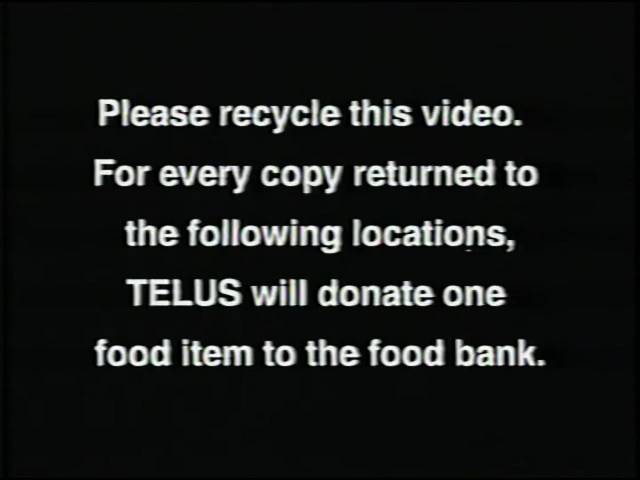 Please recycle this video.
For every copy returned to
the following locations,
TELUS will donate one
food item to the food bank.